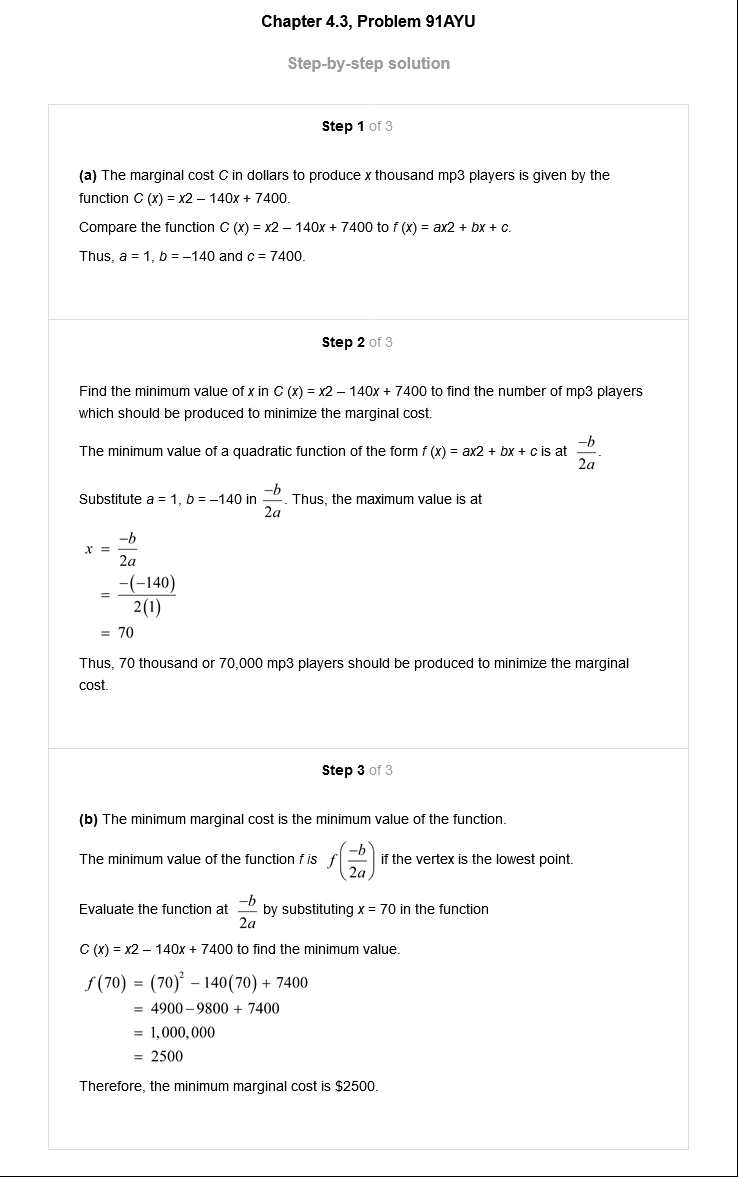 Chapter 4.3, Problem 91AYU
Step-by-step solution
Step 1 of 3
(a) The marginal cost C in dollars to produce x thousand mp3 players is given by the
function C (x) = x2 – 140x + 7400.
Compare the function C (x) = x2 – 140x + 7400 to f (x) = ax2 + bx + c.
Thus, a = 1, b = –140 and c = 7400.
Step 2 of 3
Find the minimum value of x in C (x) = x2 – 140x + 7400 to find the number of mp3 players
which should be produced to minimize the marginal cost.
The minimum value of a quadratic function of the form f (x) = ax2 + bx + c is at −b/2a.
Substitute a = 1, b = –140 in −b/2a. Thus, the maximum value is at
x = −b/2a
= −(−140)/2(1)
= 70
Thus, 70 thousand or 70,000 mp3 players should be produced to minimize the marginal
cost.
Step 3 of 3
(b) The minimum marginal cost is the minimum value of the function.
The minimum value of the function f is f(−b/2a) if the vertex is the lowest point.
Evaluate the function at −b/2a by substituting x = 70 in the function
C (x) = x2 – 140x + 7400 to find the minimum value.
f(70) = (70)² − 140(70) + 7400
= 4900−9800 + 7400
= 1,000,000
= 2500
Therefore, the minimum marginal cost is $2500.